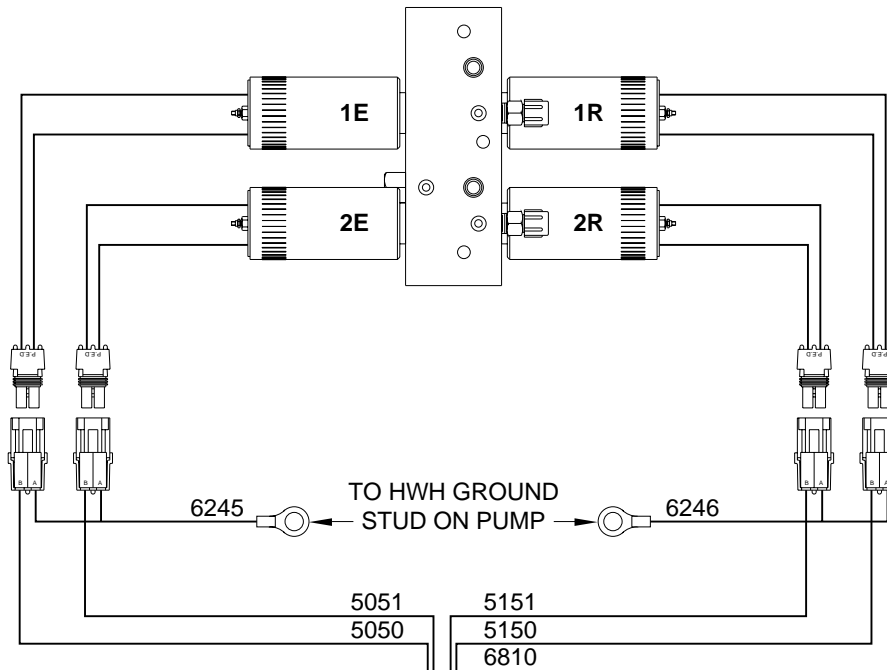 1E 1R
2E 2R
P.E.D. P.E.D. P.E.D. P.E.D.
B A B A B A B A
TO HWH GROUND
STUD ON PUMP
6245 6246
5051 5151
5050 5150
6810